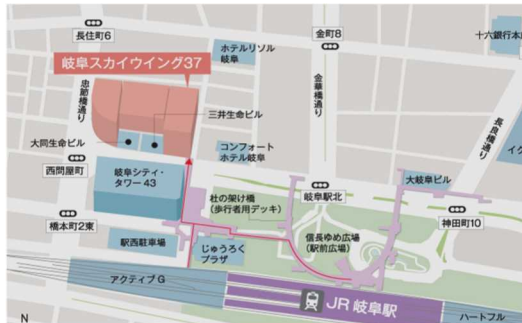 長住町6
金町8
十六銀行本
ホテルリソル
岐阜
岐阜スカイウイング37
忠節橋通り
金華橋通り
長良橋通り
三井生命ビル
大同生命ビル
コンフォート
ホテル岐阜
イク
西問屋町
岐阜シティ・
タワー43
杜の架け橋
(歩行者用デッキ)
岐阜駅北
大岐阜ビル
橋本町2東
神田町10
駅西駐車場
じゅうろく
プラザ
信長ゆめ広場
(駅前広場)
アクティブG
JR岐阜駅
ハートフル
N